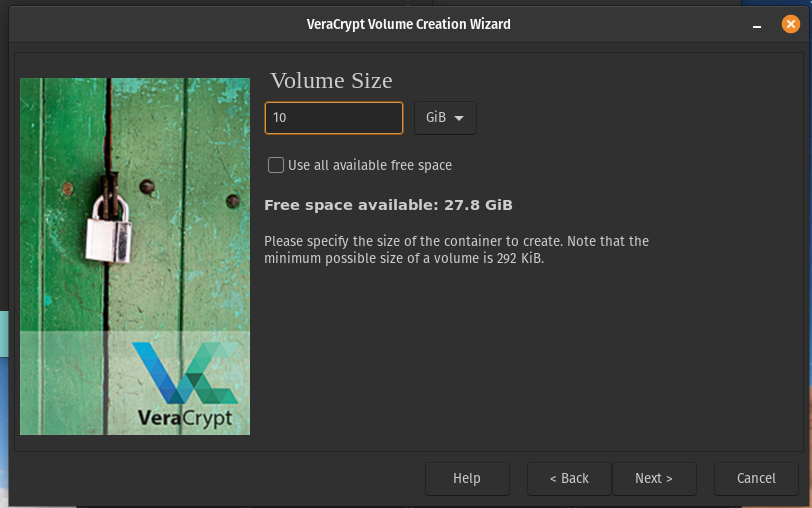 VeraCrypt Volume Creation Wizard
Volume Size
10
GiB
Use all available free space
Free space available: 27.8 GiB
Please specify the size of the container to create. Note that the
minimum possible size of a volume is 292 KiB.
VeraCrypt
Help
< Back
Next >
Cancel